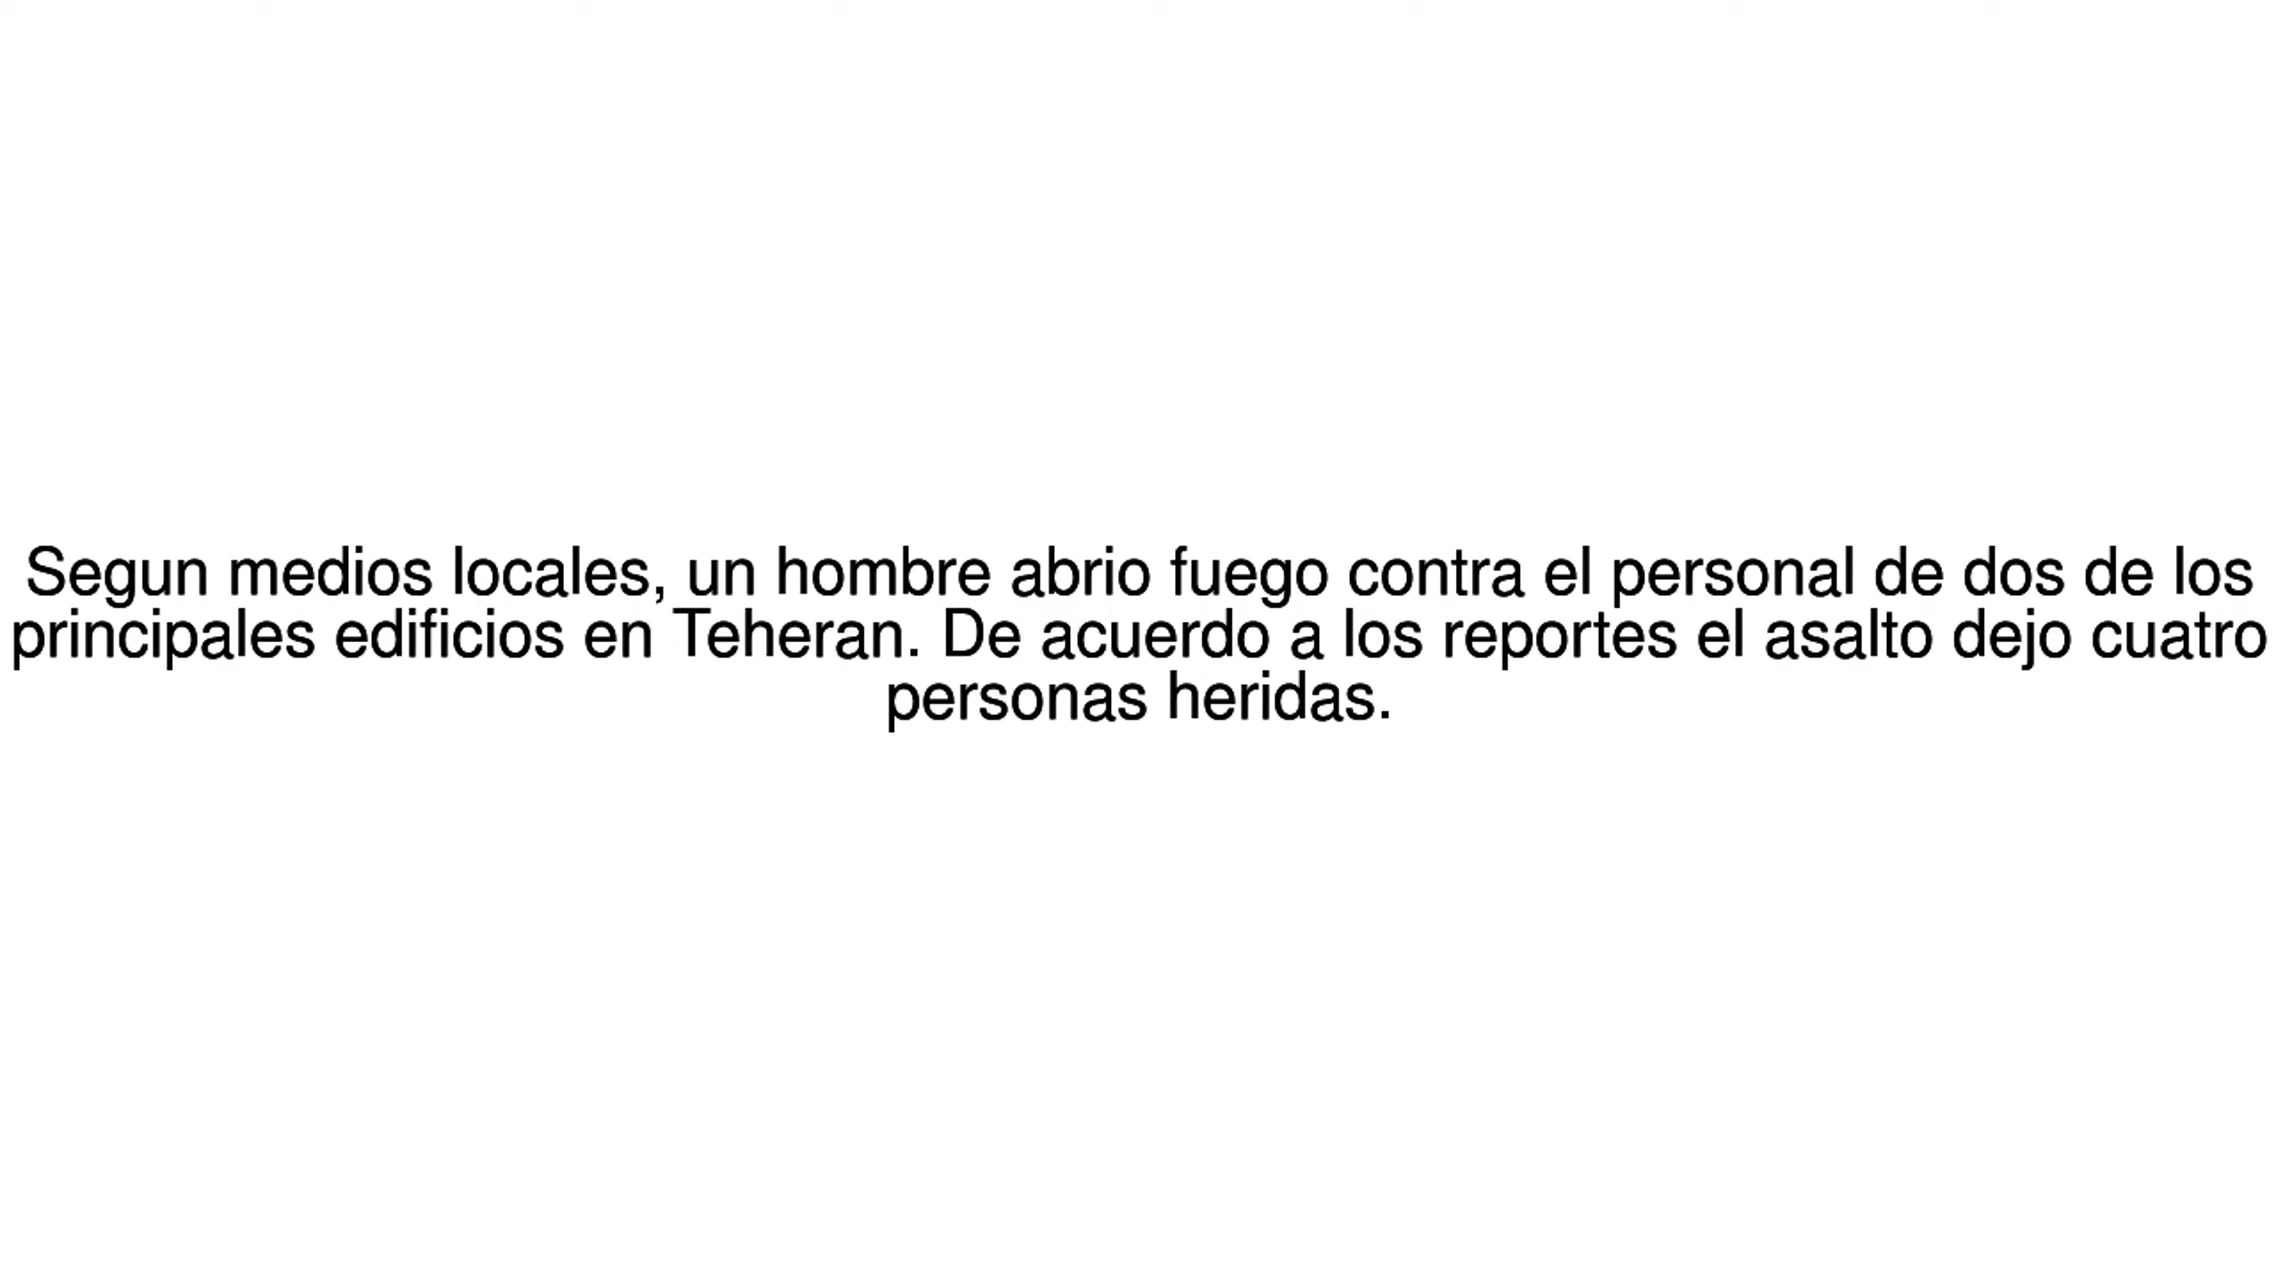 Segun medios locales, un hombre abrio fuego contra el personal de dos de los
principales edificios en Teheran. De acuerdo a los reportes el asalto dejo cuatro
personas heridas.